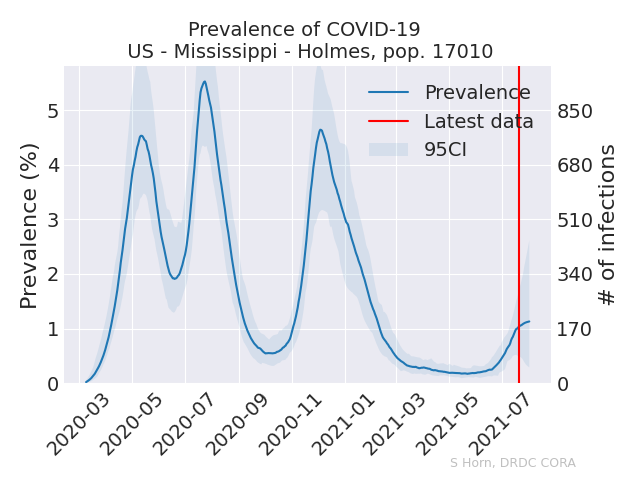 Prevalence of COVID-19
US - Mississippi - Holmes, pop. 17010
Prevalence
Latest data
95CI
Prevalence (%)
5
4
3
2
1
0
850
680
510
340
170
0
# of infections
2020-03
2020-05
2020-07
2020-09
2020-11
2021-01
2021-03
2021-05
2021-07
S Horn, DRDC CORA